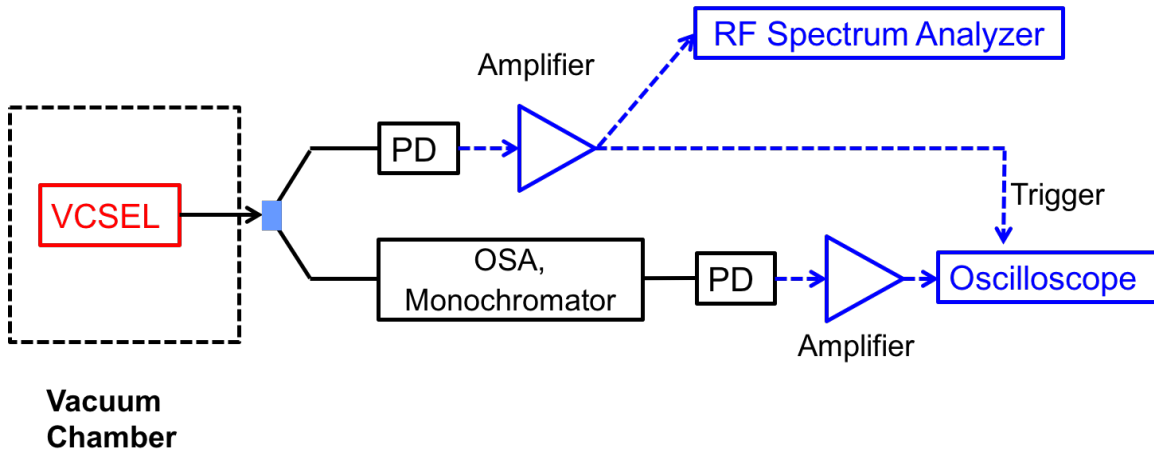 RF Spectrum Analyzer
Amplifier
PD
VCSEL
Trigger
OSA,
Monochromator
PD
Oscilloscope
Amplifier
Vacuum
Chamber